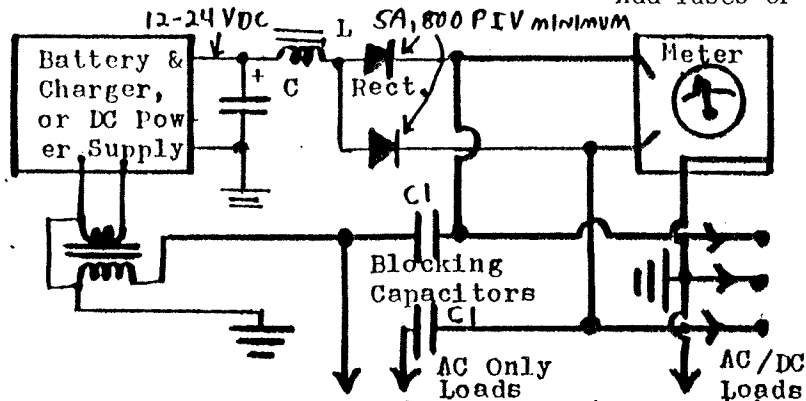 Add fuses or
12-24 VDC
L
5A, 800 PIV MINIMUM
Battery &
Charger,
or DC Pow
er Supply
+
C
Rect.
Meter
C1
Blocking
Capacitors
C1
AC Only
Loads
AC/DC
Loads